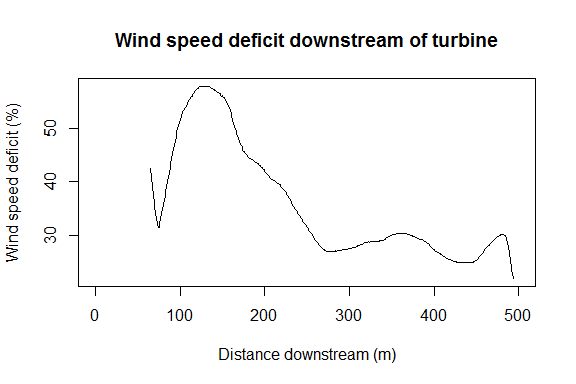 Wind speed deficit downstream of turbine
Wind speed deficit (%)
50
40
30
0 100 200 300 400 500
Distance downstream (m)